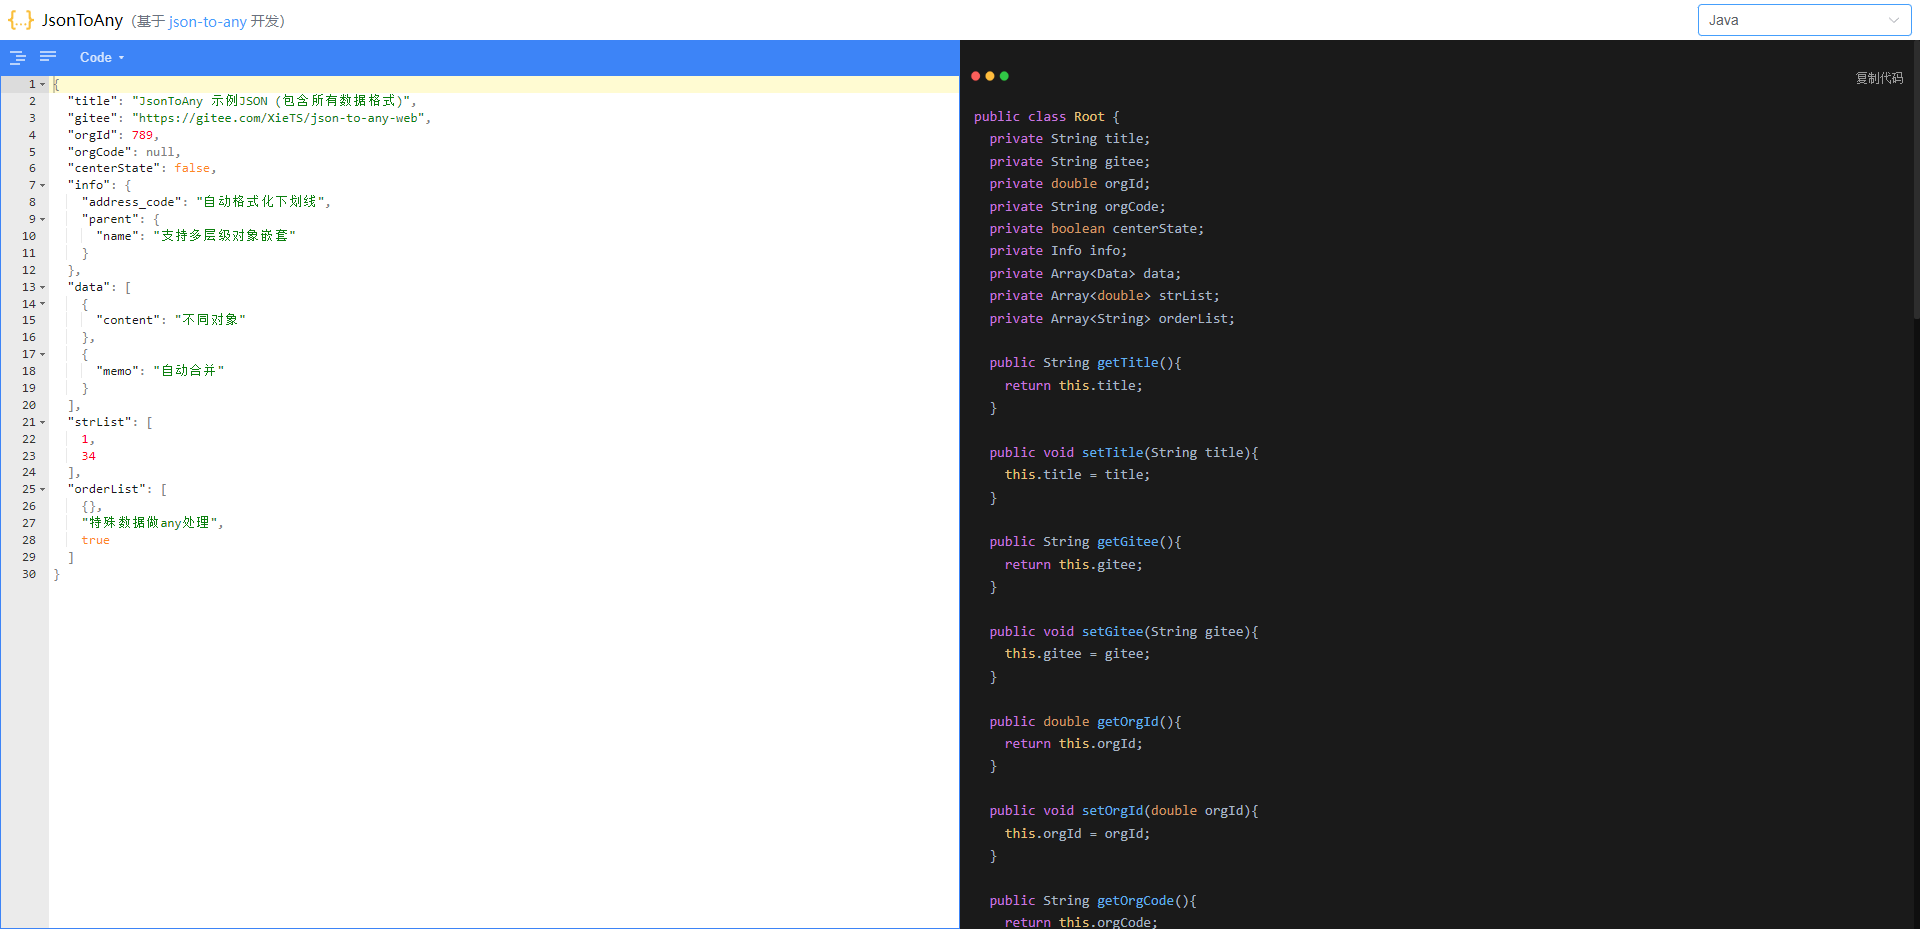 {...} JsonToAny (基于 json-to-any 开发)
Java
Code
1 {
2 "title": "JsonToAny 示例JSON (包含所有数据格式)",
3 "gitee": "https://gitee.com/XieTS/json-to-any-web",
4 "orgId": 789,
5 "orgCode": null,
6 "centerState": false,
7 "info": {
8 "address_code": "自动格式化下划线",
9 "parent": {
10 "name": "支持多层级对象嵌套"
11 }
12 },
13 "data": [
14 {
15 "content": "不同对象"
16 },
17 {
18 "memo": "自动合并"
19 }
20 ],
21 "strList": [
22 1,
23 34
24 ],
25 "orderList": [
26 {},
27 "特殊数据做any处理",
28 true
29 ]
30 }
复制代码
public class Root {
private String title;
private String gitee;
private double orgId;
private String orgCode;
private boolean centerState;
private Info info;
private Array<Data> data;
private Array<double> strList;
private Array<String> orderList;
public String getTitle(){
return this.title;
}
public void setTitle(String title){
this.title = title;
}
public String getGitee(){
return this.gitee;
}
public void setGitee(String gitee){
this.gitee = gitee;
}
public double getOrgId(){
return this.orgId;
}
public void setOrgId(double orgId){
this.orgId = orgId;
}
public String getOrgCode(){
return this.orgCode;